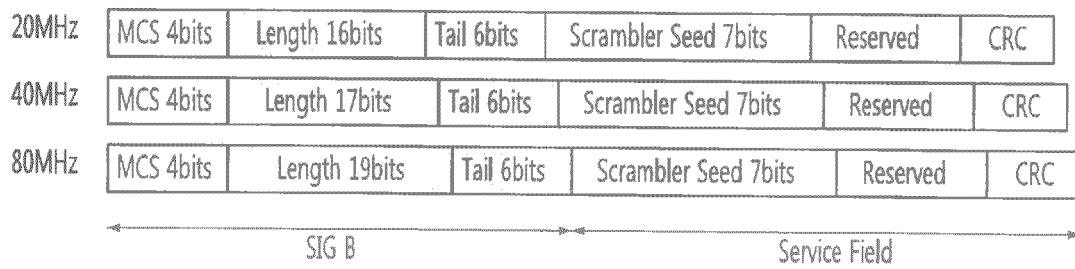 20MHz MCS 4bits Length 16bits Tail 6bits Scrambler Seed 7bits Reserved CRC
40MHz MCS 4bits Length 17bits Tail 6bits Scrambler Seed 7bits Reserved CRC
80MHz MCS 4bits Length 19bits Tail 6bits Scrambler Seed 7bits Reserved CRC
SIG B Service Field